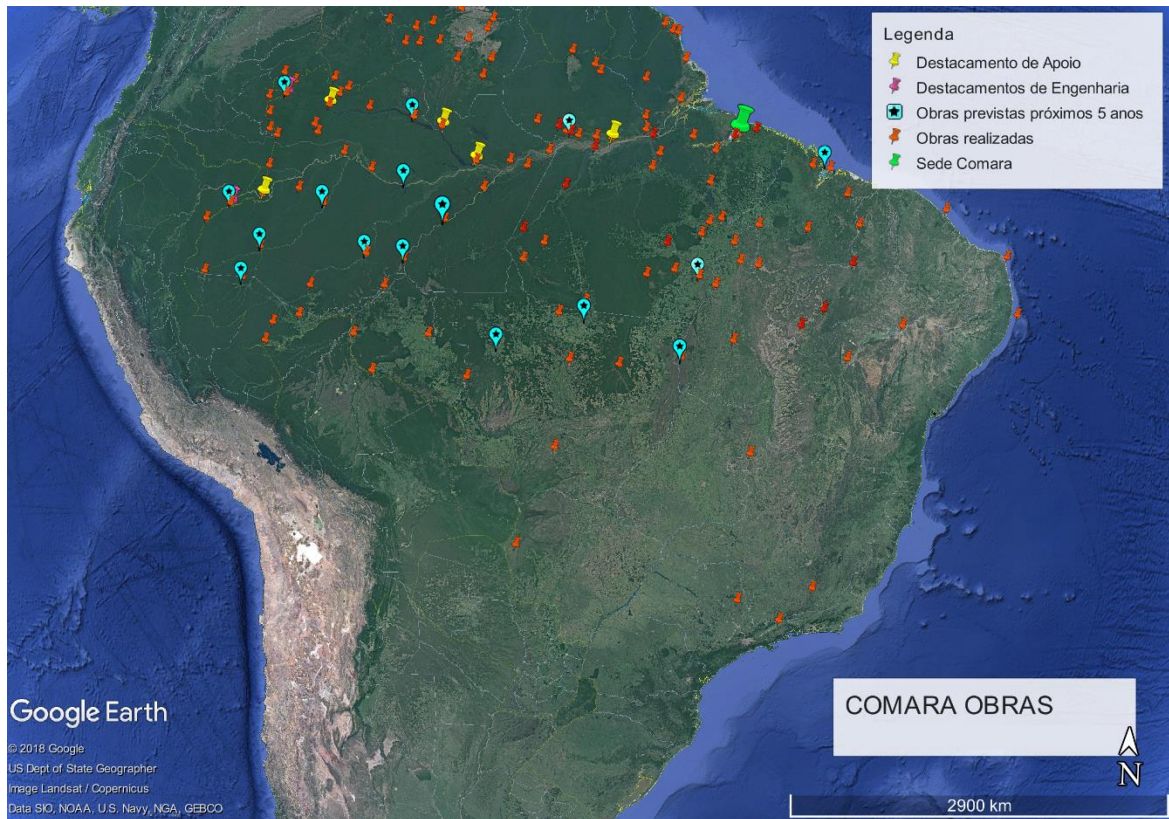 Legenda
Destacamento de Apoio
Destacamentos de Engenharia
Obras previstas próximos 5 anos
Obras realizadas
Sede Comara
COMARA OBRAS
N
2900 km
Google Earth
© 2018 Google
US Dept of State Geographer
Image Landsat / Copernicus
Data SIO, NOAA, U.S. Navy, NGA, GEBCO